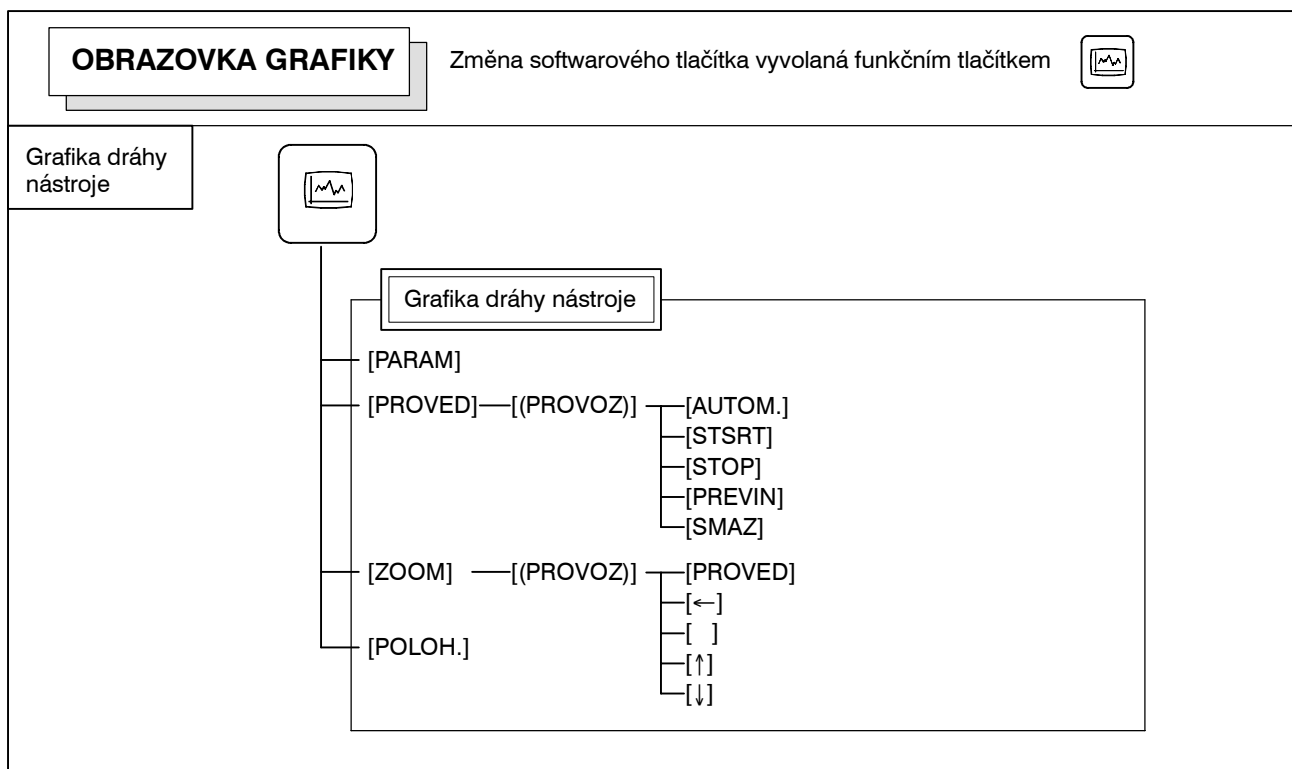 OBRAZOVKA GRAFIKY
Změna softwarového tlačítka vyvolaná funkčním tlačítkem
Grafika dráhy
nástroje
Grafika dráhy nástroje
[PARAM]
[PROVED] [(PROVOZ)] [AUTOM.]
[STSRT]
[STOP]
[PREVIN]
[SMAZ]
[ZOOM] [(PROVOZ)] [PROVED]
[←]
[ ]
[POLOH.]
[↑]
[↓]